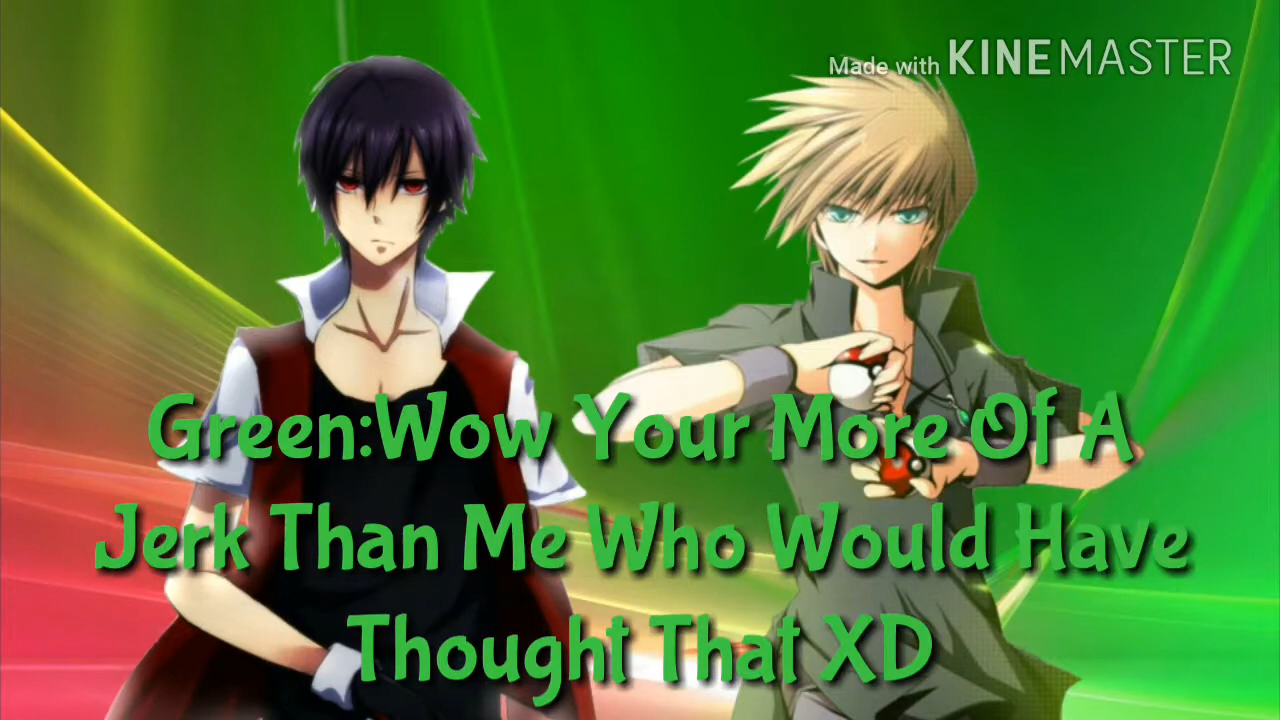 Made with KINEMASTER
Green:Wow Your More Of A
Jerk Than Me Who Would Have
Thought That XD